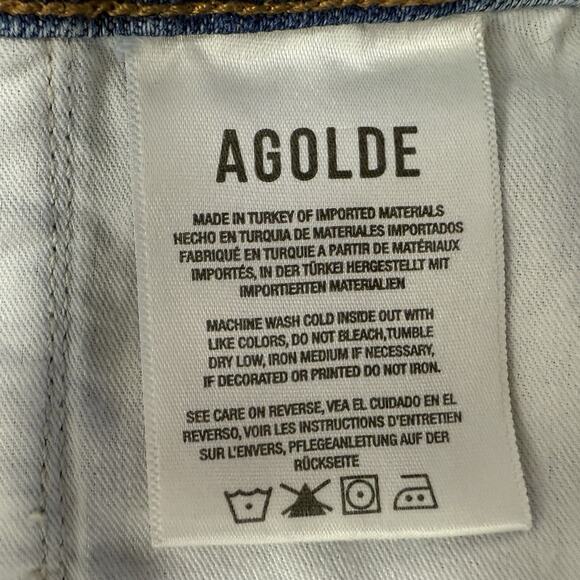 AGOLDE
MADE IN TURKEY OF IMPORTED MATERIALS
HECHO EN TURQUIA DE MATERIALES IMPORTADOS
FABRIQUÉ EN TURQUIE A PARTIR DE MATÉRIAUX
IMPORTÉS, IN DER TÜRKEI HERGESTELLT MIT
IMPORTIERTEN MATERIALIEN
MACHINE WASH COLD INSIDE OUT WITH
LIKE COLORS, DO NOT BLEACH,TUMBLE
DRY LOW, IRON MEDIUM IF NECESSARY,
IF DECORATED OR PRINTED DO NOT IRON.
SEE CARE ON REVERSE, VEA EL CUIDADO EN EL
REVERSO, VOIR LES INSTRUCTIONS D'ENTRETIEN
SUR L'ENVERS, PFLEGEANLEITUNG AUF DER
RÜCKSEITE